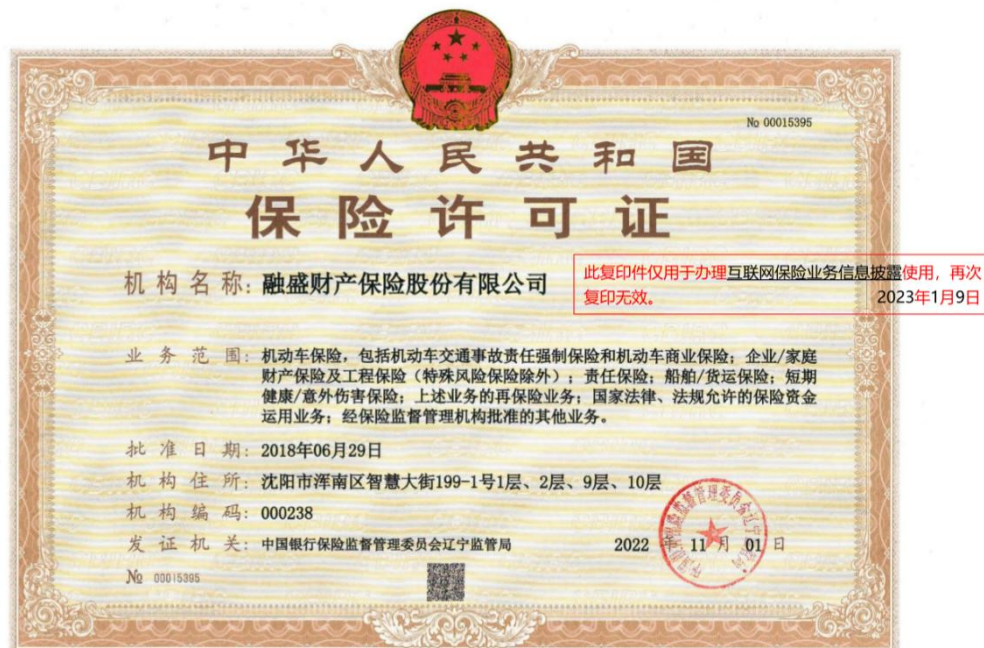 No 00015395
中华人民共和国
保险许可证
机构名称：融盛财产保险股份有限公司
此复印件仅用于办理互联网保险业务信息披露使用，再次
复印无效。 2023年1月9日
业务范围：机动车保险，包括机动车交通事故责任强制保险和机动车商业保险；企业/家庭
财产保险及工程保险（特殊风险保险除外）；责任保险；船舶/货运保险；短期
健康/意外伤害保险；上述业务的再保险业务；国家法律、法规允许的保险资金
运用业务；经保险监督管理机构批准的其他业务。
批准日期：2018年06月29日
机构住所：沈阳市浑南区智慧大街199-1号1层、2层、9层、10层
机构编码：000238
发证机关：中国银行保险监督管理委员会辽宁监管局 2022 11 月 01 日
No 00015395